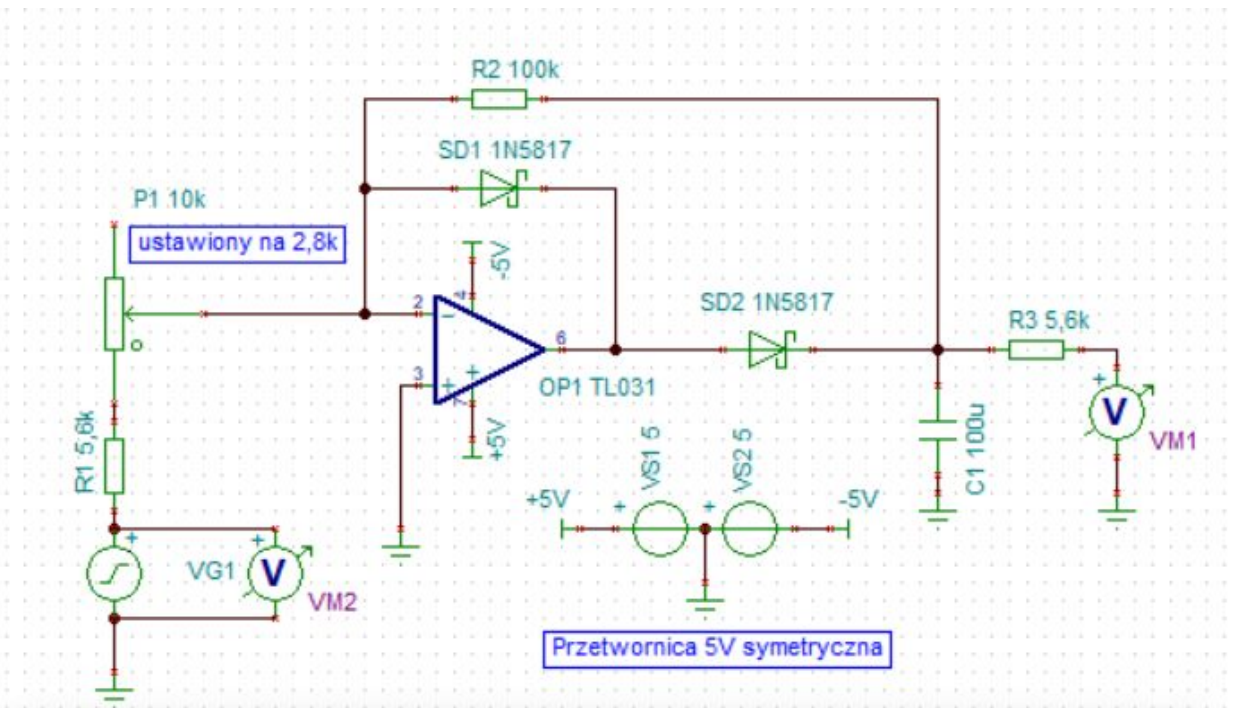 R2 100k
SD1 1N5817
P1 10k
ustawiony na 2,8k
-5V
4
2
-
SD2 1N5817
R3 5,6k
6
3
+
+
OP1 TL031
7
+5V
+
V
VM1
R1 5,6k
C1 100u
VS1 5
VS2 5
+5V
+
+
-5V
+
+
VG1
V
VM2
Przetwornica 5V symetryczna